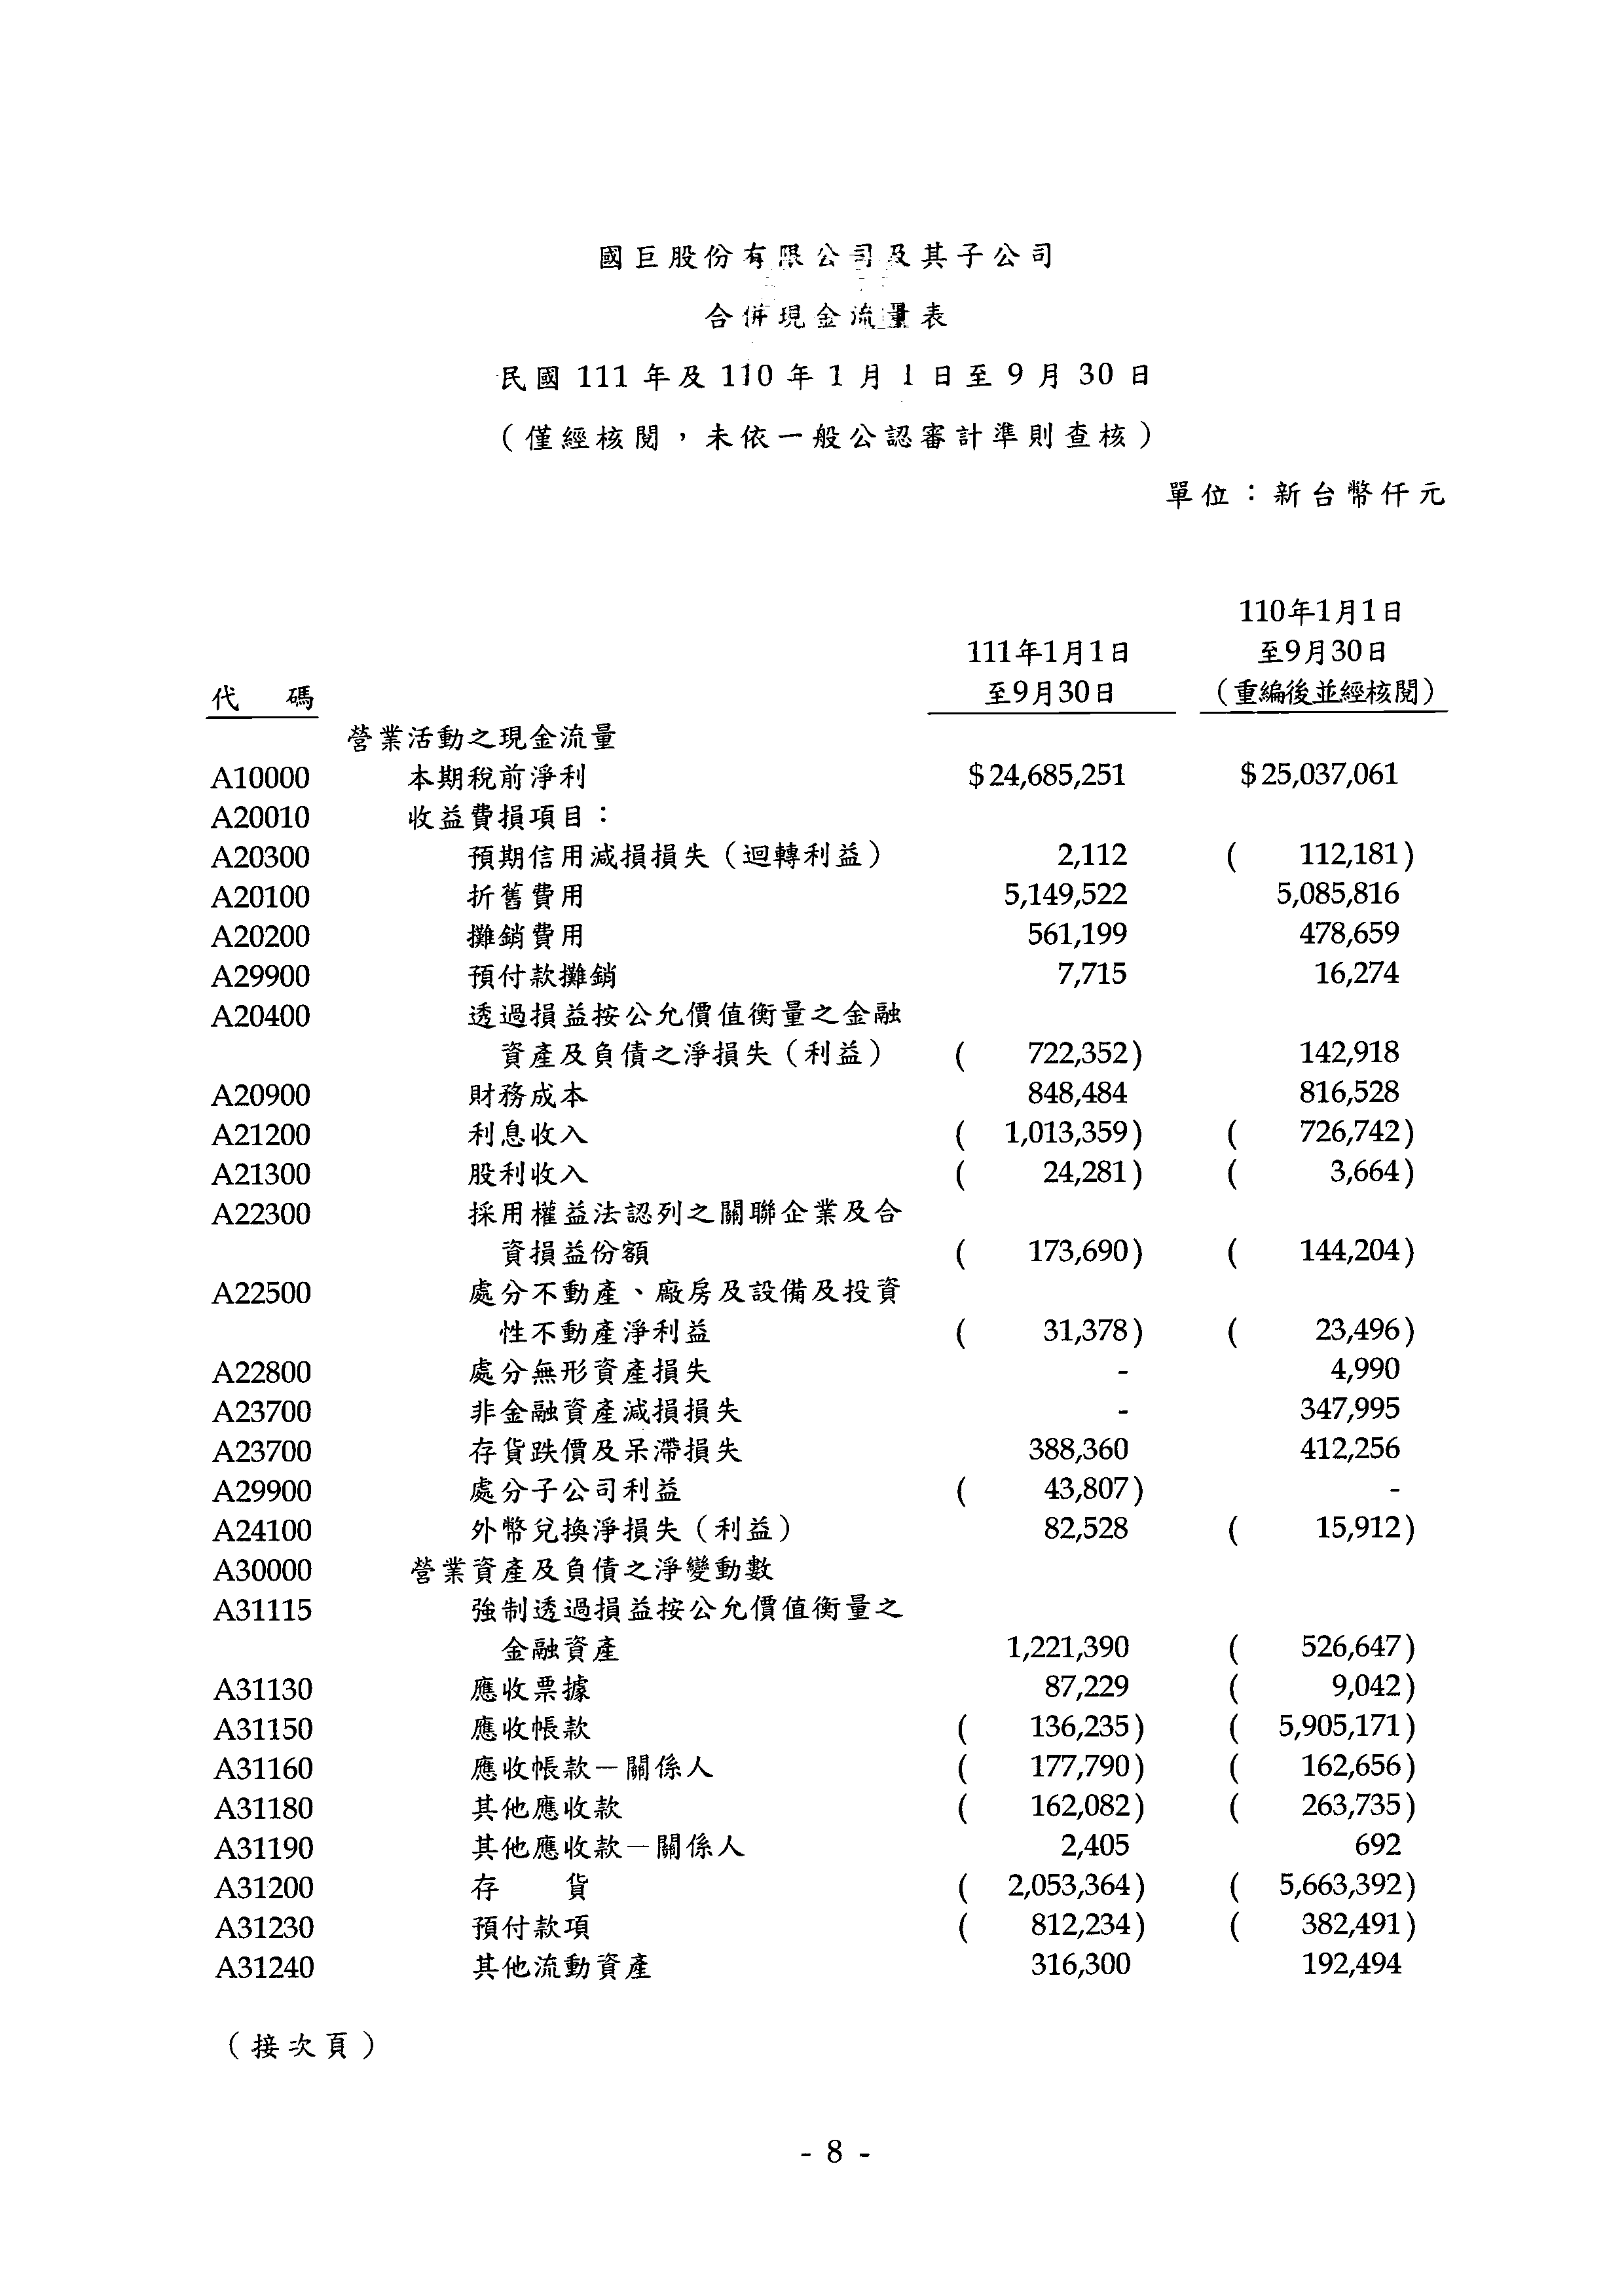 國巨股份有限公司及其子公司
合併現金流量表
民國 111 年及 110 年 1 月 1 日至 9 月 30 日
（僅經核閱，未依一般公認審計準則查核）
單位：新台幣仟元
110年1月1日
111年1月1日 至9月30日
代 碼 至9月30日 （重編後並經核閱）
營業活動之現金流量
A10000 本期稅前淨利 $24,685,251 $25,037,061
A20010 收益費損項目：
A20300 預期信用減損損失（迴轉利益） 2,112 ( 112,181)
A20100 折舊費用 5,149,522 5,085,816
A20200 攤銷費用 561,199 478,659
A29900 預付款攤銷 7,715 16,274
A20400 透過損益按公允價值衡量之金融
資產及負債之淨損失（利益） ( 722,352) 142,918
A20900 財務成本 848,484 816,528
A21200 利息收入 ( 1,013,359) ( 726,742)
A21300 股利收入 ( 24,281) ( 3,664)
A22300 採用權益法認列之關聯企業及合
資損益份額 ( 173,690) ( 144,204)
A22500 處分不動產、廠房及設備及投資
性不動產淨利益 ( 31,378) ( 23,496)
A22800 處分無形資產損失 - 4,990
A23700 非金融資產減損損失 - 347,995
A23700 存貨跌價及呆滯損失 388,360 412,256
A29900 處分子公司利益 ( 43,807) -
A24100 外幣兌換淨損失（利益） 82,528 ( 15,912)
A30000 營業資產及負債之淨變動數
A31115 強制透過損益按公允價值衡量之
金融資產 1,221,390 ( 526,647)
A31130 應收票據 87,229 ( 9,042)
A31150 應收帳款 ( 136,235) ( 5,905,171)
A31160 應收帳款－關係人 ( 177,790) ( 162,656)
A31180 其他應收款 ( 162,082) ( 263,735)
A31190 其他應收款－關係人 2,405 692
A31200 存 貨 ( 2,053,364) ( 5,663,392)
A31230 預付款項 ( 812,234) ( 382,491)
A31240 其他流動資產 316,300 192,494
（接次頁）
- 8 -